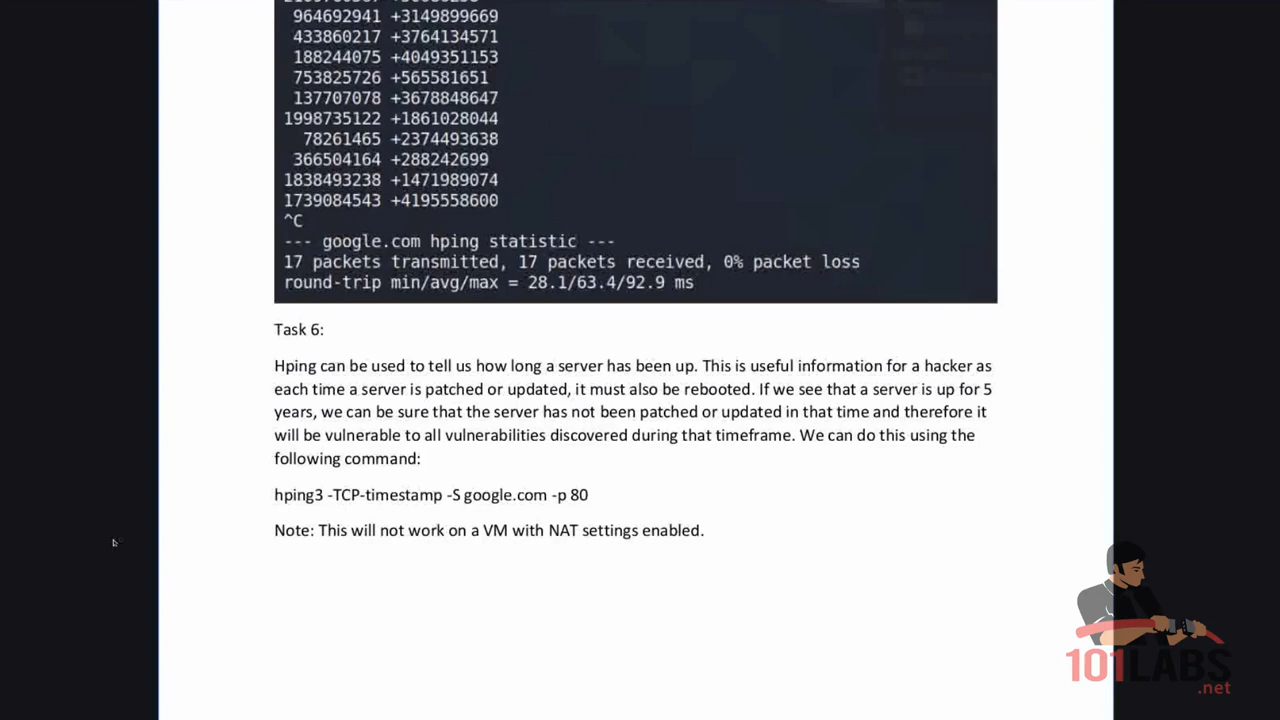 964692941 +3149899669
433860217 +3764134571
188244075 +4049351153
753825726 +565581651
137707078 +3678848647
1998735122 +1861028044
78261465 +2374493638
366504164 +288242699
1838493238 +1471989074
1739084543 +4195558600
^C
--- google.com hping statistic ---
17 packets transmitted, 17 packets received, 0% packet loss
round-trip min/avg/max = 28.1/63.4/92.9 ms
Task 6:
Hping can be used to tell us how long a server has been up. This is useful information for a hacker as
each time a server is patched or updated, it must also be rebooted. If we see that a server is up for 5
years, we can be sure that the server has not been patched or updated in that time and therefore it
will be vulnerable to all vulnerabilities discovered during that timeframe. We can do this using the
following command:
hping3 -TCP-timestamp -S google.com -p 80
Note: This will not work on a VM with NAT settings enabled.
101LABS
.net